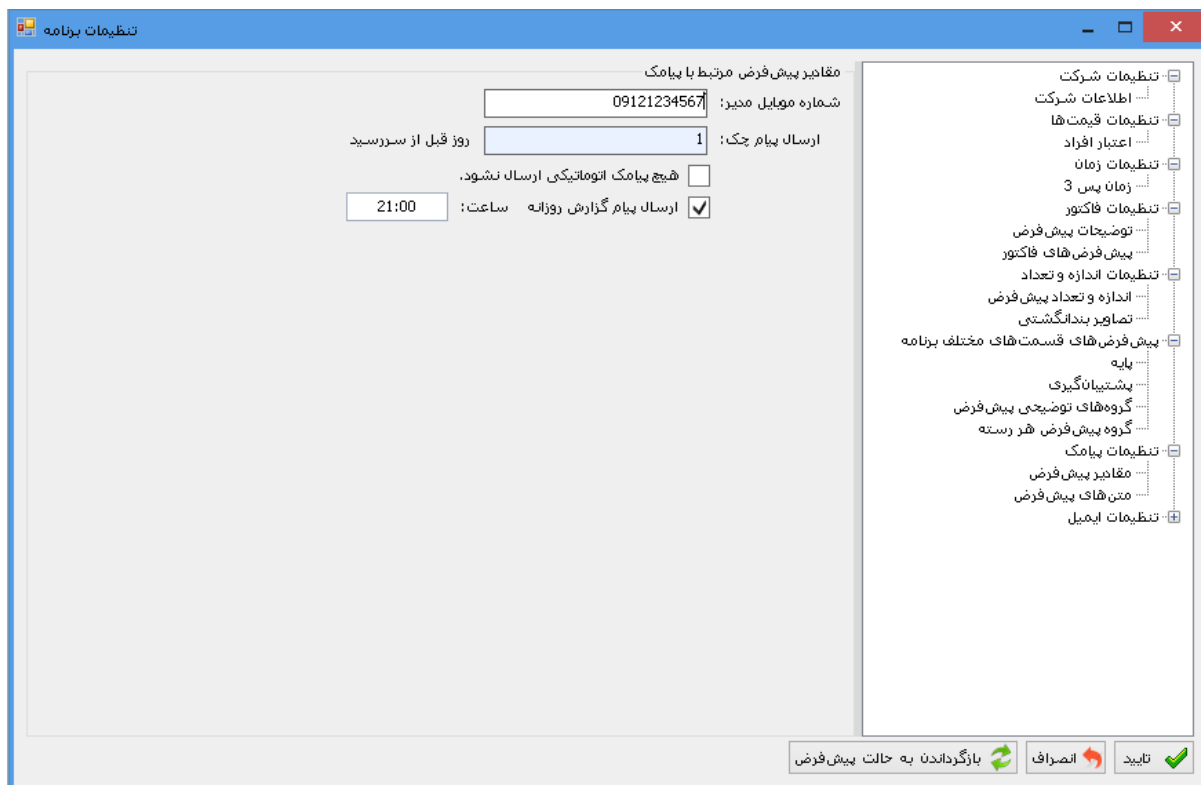 تنظیمات برنامه
تنظیمات شرکت
اطلاعات شرکت
تنظیمات قیمت‌ها
اعتبار افراد
تنظیمات زمان
زمان پس 3
تنظیمات فاکتور
توضیحات پیش‌فرض
پیش‌فرض‌های فاکتور
تنظیمات اندازه و تعداد
اندازه و تعداد پیش‌فرض
تصاویر بندانگشتی
پیش‌فرض‌های قسمت‌های مختلف برنامه
پایه
پشتیبان‌گیری
گروه‌های توضیحی پیش‌فرض
گروه پیش‌فرض هر رسته
تنظیمات پیامک
مقادیر پیش‌فرض
متن‌های پیش‌فرض
تنظیمات ایمیل
مقادیر پیش‌فرض مرتبط با پیامک
شماره موبایل مدیر: 09121234567
ارسال پیام چک: 1 روز قبل از سررسید
هیچ پیامک اتوماتیکی ارسال نشود.
ارسال پیام گزارش روزانه ساعت: 21:00
تایید انصراف بازگرداندن به حالت پیش‌فرض